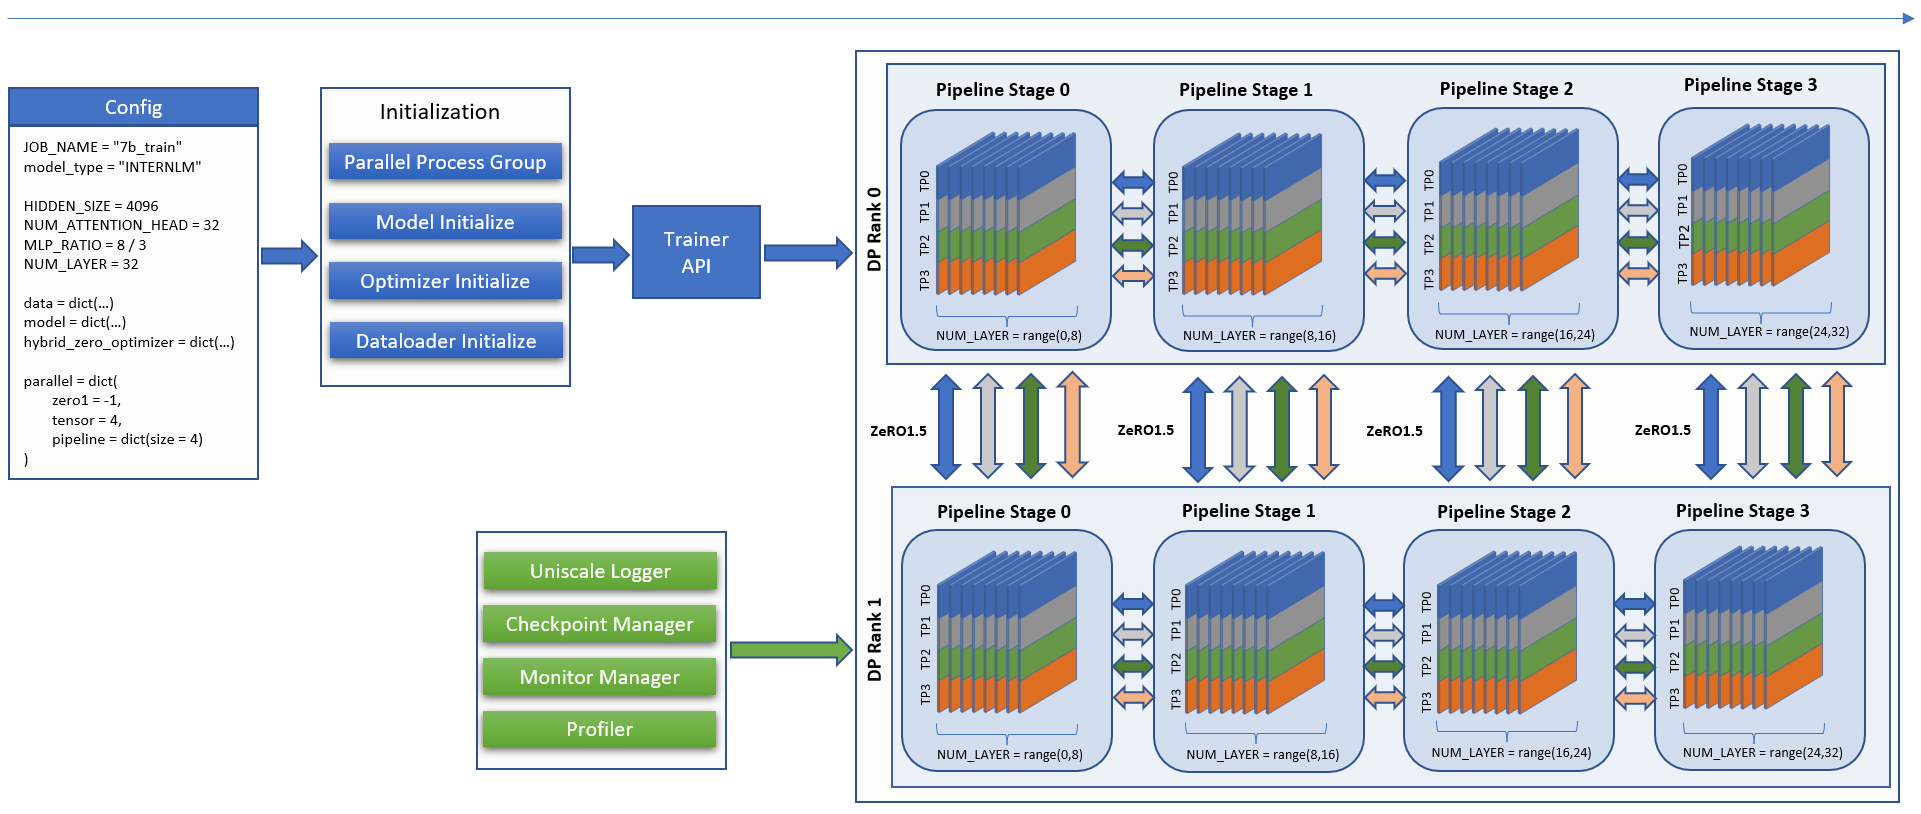 Config
JOB_NAME = "7b_train"
model_type = "INTERNLM"
HIDDEN_SIZE = 4096
NUM_ATTENTION_HEAD = 32
MLP_RATIO = 8 / 3
NUM_LAYER = 32
data = dict(...)
model = dict(...)
hybrid_zero_optimizer = dict(...)
parallel = dict(
zero1 = -1,
tensor = 4,
pipeline = dict(size = 4)
)
Initialization
Parallel Process Group
Model Initialize
Optimizer Initialize
Dataloader Initialize
Trainer
API
Uniscale Logger
Checkpoint Manager
Monitor Manager
Profiler
DP Rank 0
Pipeline Stage 0
TP0
TP1
TP2
TP3
NUM_LAYER = range(0,8)
Pipeline Stage 1
TP0
TP1
TP2
TP3
NUM_LAYER = range(8,16)
Pipeline Stage 2
TP0
TP1
TP2
TP3
NUM_LAYER = range(16,24)
Pipeline Stage 3
TP0
TP1
TP2
TP3
NUM_LAYER = range(24,32)
ZeRO1.5
ZeRO1.5
ZeRO1.5
ZeRO1.5
DP Rank 1
Pipeline Stage 0
TP0
TP1
TP2
TP3
NUM_LAYER = range(0,8)
Pipeline Stage 1
TP0
TP1
TP2
TP3
NUM_LAYER = range(8,16)
Pipeline Stage 2
TP0
TP1
TP2
TP3
NUM_LAYER = range(16,24)
Pipeline Stage 3
TP0
TP1
TP2
TP3
NUM_LAYER = range(24,32)